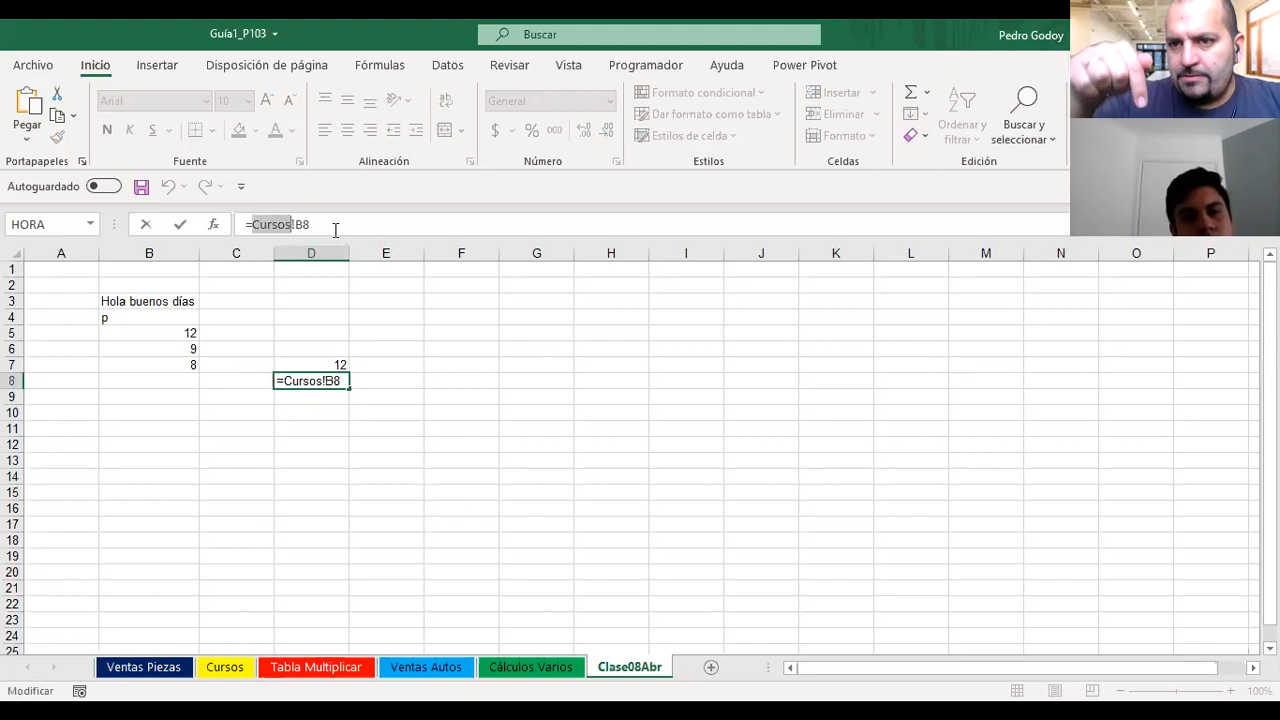 Guía1_P103
Buscar
Pedro Godoy
Archivo Inicio Insertar Disposición de página Fórmulas Datos Revisar Vista Programador Ayuda Power Pivot
Pegar
Arial 10 A A
N K S A
ab
General
$ % 000
Formato condicional
Dar formato como tabla
Estilos de celda
Insertar
Eliminar
Formato
Ordenar y filtrar
Buscar y seleccionar
Portapapeles Fuente Alineación Número Estilos Celdas Edición
Autoguardado
HORA fx =Cursos!B8
A B C D E F G H I J K L M N O P
1
2
3 Hola buenos días
4 p
5 12
6 9
7 8 12
8 =Cursos!B8
9
10
11
12
13
14
15
16
17
18
19
20
21
22
23
24
25
Ventas Piezas Cursos Tabla Multiplicar Ventas Autos Cálculos Varios Clase08Abr
Modificar 100%